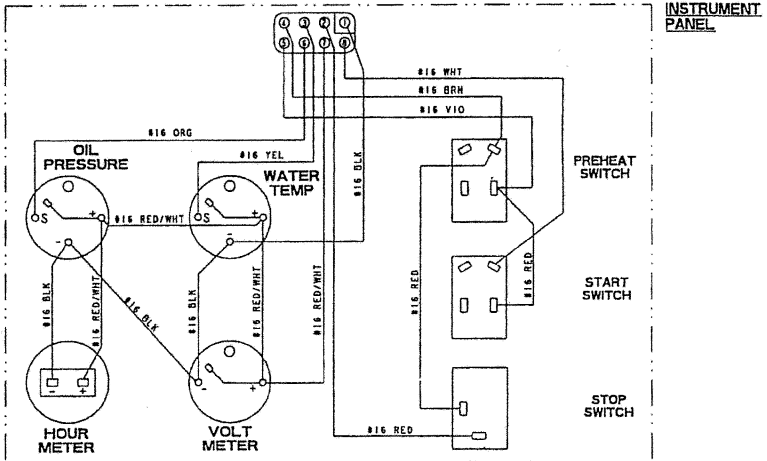 INSTRUMENT
PANEL
4 3 2 1
5 6 7 8
#16 WHT
#16 BRN
#16 VIO
#16 ORG
#16 YEL
OIL
PRESSURE
WATER
TEMP
#16 BLK
PREHEAT
SWITCH
S
+
-
#16 RED/WHT
S
+
-
#16 BLK
#16 RED/WHT
#16 BLK
#16 BLK
#16 RED/WHT
#16 RED/WHT
#16 RED
#16 RED
START
SWITCH
- +
- +
STOP
SWITCH
HOUR
METER
VOLT
METER
#16 RED